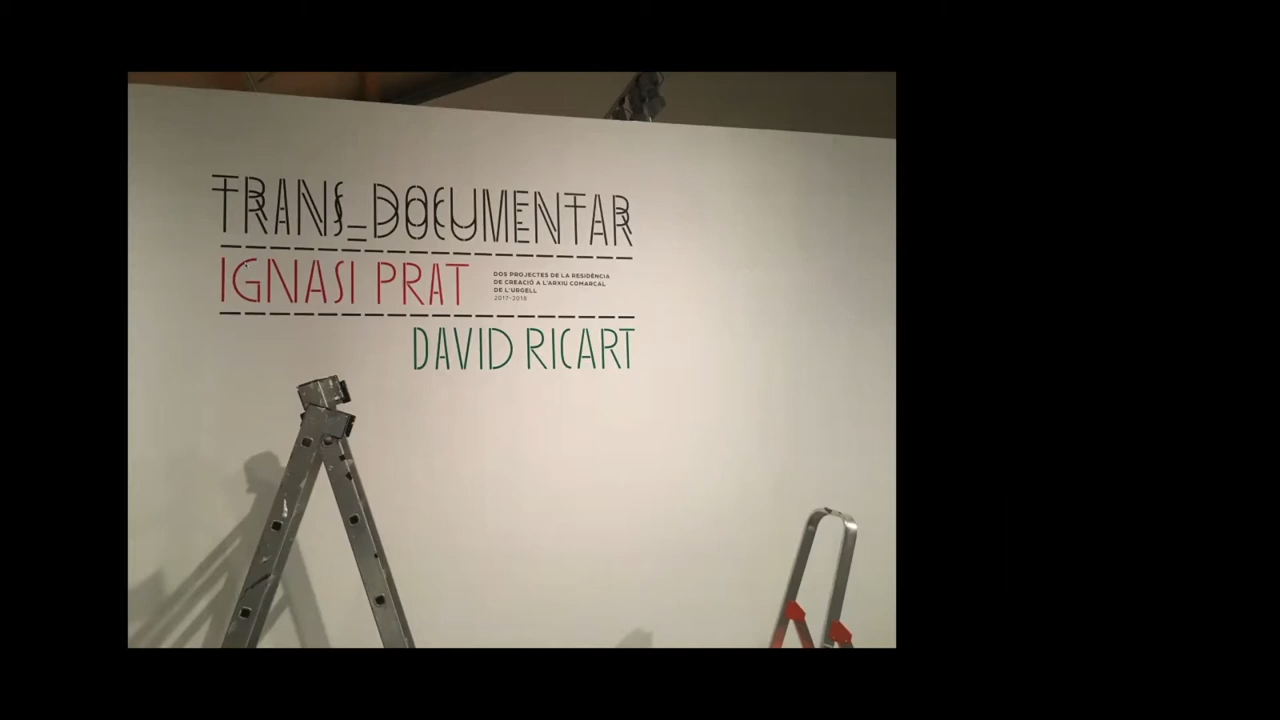 TRANS_DOCUMENTAR
IGNASI PRAT
DOS PROJECTES DE LA RESIDÈNCIA
DE CREACIÓ A L'ARXIU COMARCAL
DE L'URGELL
2017-2018
DAVID RICART